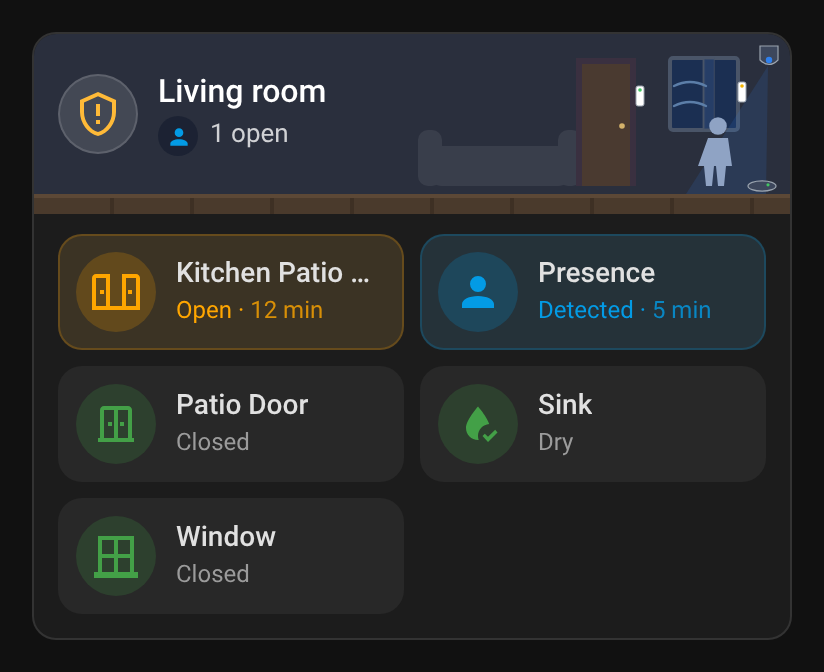 Living room
1 open
Kitchen Patio ...
Open · 12 min
Presence
Detected · 5 min
Patio Door
Closed
Sink
Dry
Window
Closed